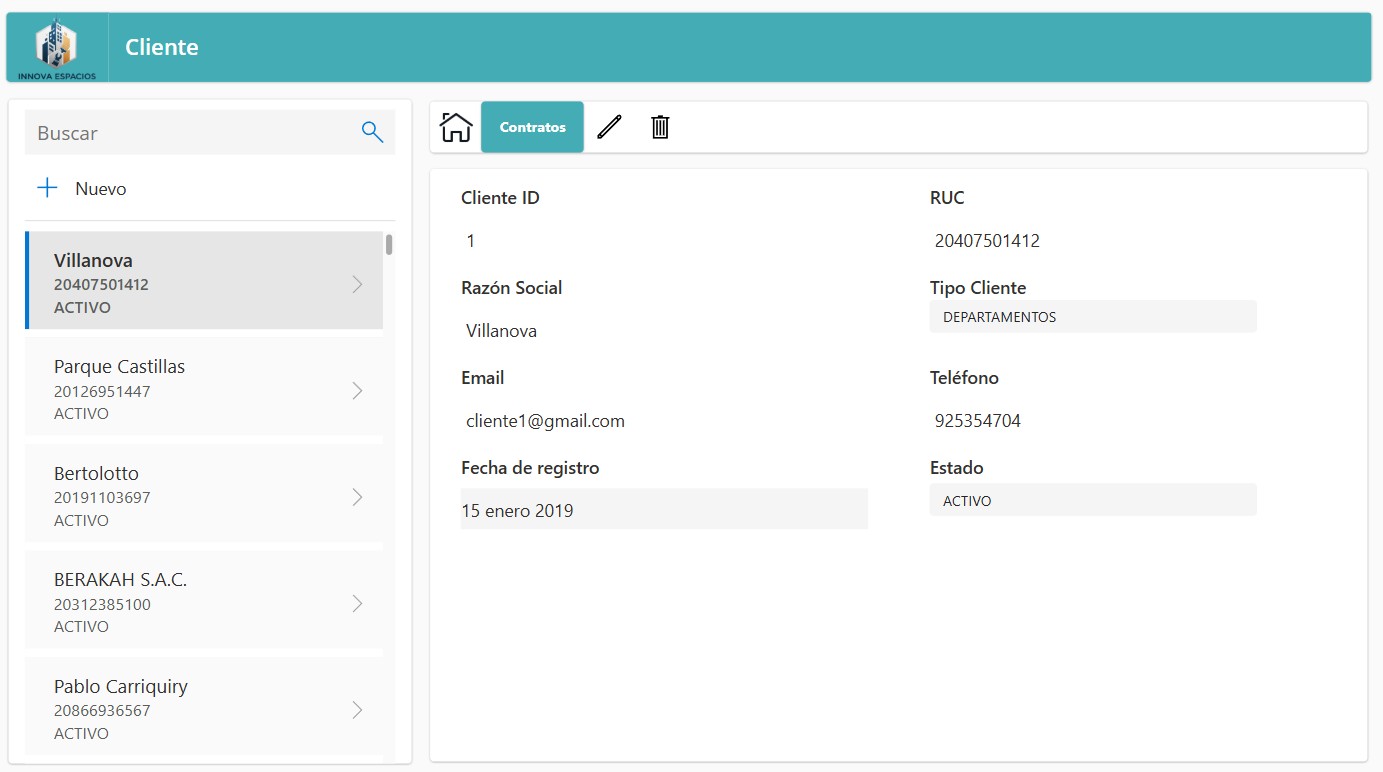 INNOVA ESPACIOS
Cliente
Buscar
Nuevo
Villanova
20407501412
ACTIVO
Parque Castillas
20126951447
ACTIVO
Bertolotto
20191103697
ACTIVO
BERAKAH S.A.C.
20312385100
ACTIVO
Pablo Carriquiry
20866936567
ACTIVO
Contratos
Cliente ID
1
RUC
20407501412
Razón Social
Villanova
Tipo Cliente
DEPARTAMENTOS
Email
cliente1@gmail.com
Teléfono
925354704
Fecha de registro
15 enero 2019
Estado
ACTIVO